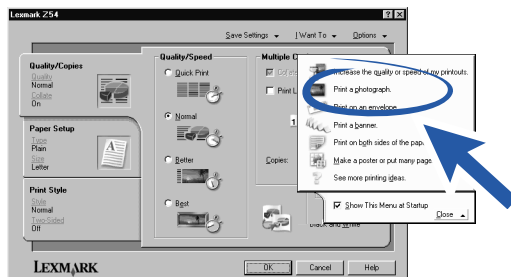 Lexmark Z54
Save Settings
I Want To
Options
Quality/Copies
Quality
Normal
Collate
On
Paper Setup
Type
Plain
Size
Letter
Print Style
Style
Normal
Two-Sided
Off
Quality/Speed
Quick Print
Normal
Better
Best
Multiple
Print
1
Copies:
Black and White
Increase the quality or speed of my printouts.
Print a photograph.
Print on an envelope.
Print a banner.
Print on both sides of the
Make a poster or put many
See more printing ideas.
Show This Menu at Startup
Close
LEXMARK
OK
Cancel
Help